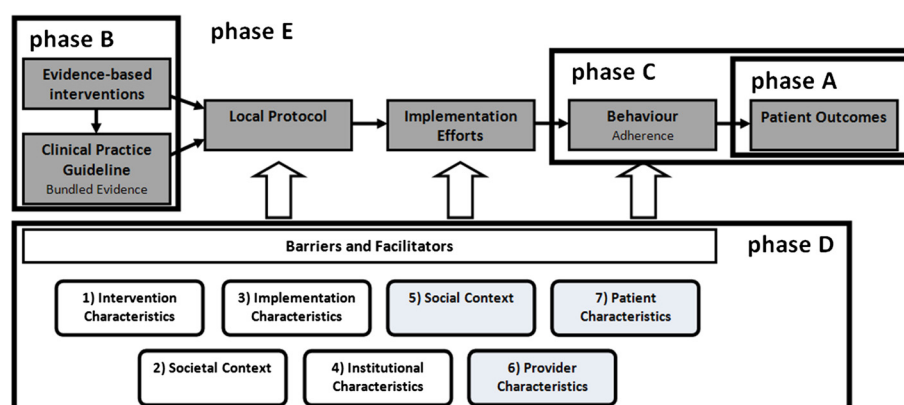 phase B
phase E
Evidence-based
interventions
Clinical Practice
Guideline
Bundled Evidence
Local Protocol
Implementation
Efforts
phase C
Behaviour
Adherence
phase A
Patient Outcomes
phase D
Barriers and Facilitators
1) Intervention
Characteristics
3) Implementation
Characteristics
5) Social Context
7) Patient
Characteristics
2) Societal Context
4) Institutional
Characteristics
6) Provider
Characteristics